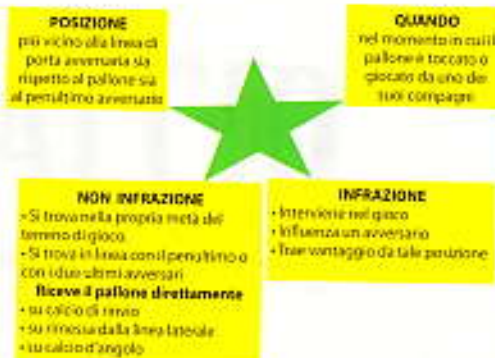 POSIZIONE
più vicino alla linea di
porta avversaria sia
rispetto al pallone sia
al penultimo avversario
QUANDO
nel momento in cui il
pallone è toccato o
giocato da uno dei
suoi compagni
NON INFRAZIONE
• Si trova nella propria metà del
terreno di gioco
• Si trova in linea con il penultimo o
con i due ultimi avversari
Riceve il pallone direttamente
• su calcio di rinvio
• su rimessa dalla linea laterale
• su calcio d'angolo
INFRAZIONE
• Interviene nel gioco
• Influenza un avversario
• Trae vantaggio da tale posizione